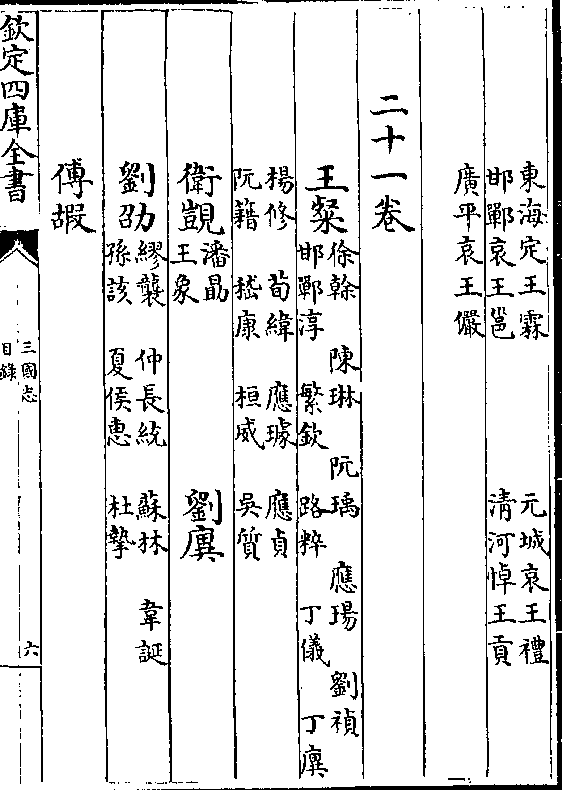 東海定王霖 元城哀王禮
邯鄲哀王邕 清河悼王貢
廣平哀王儼
二十一卷
王粲 徐幹 陳琳 阮瑀 應瑒 劉禎
邯鄲淳 繁欽 路粹 丁儀 丁廙
楊修 荀緯 應璩 應貞
阮籍 嵇康 桓威 吳質
衛覬 潘勗 王象 劉廙
劉劭 繆襲 仲長統 蘇林 韋誕
孫該 夏侯惠 杜摯
傅嘏
欽定四庫全書
三國志
目錄
六